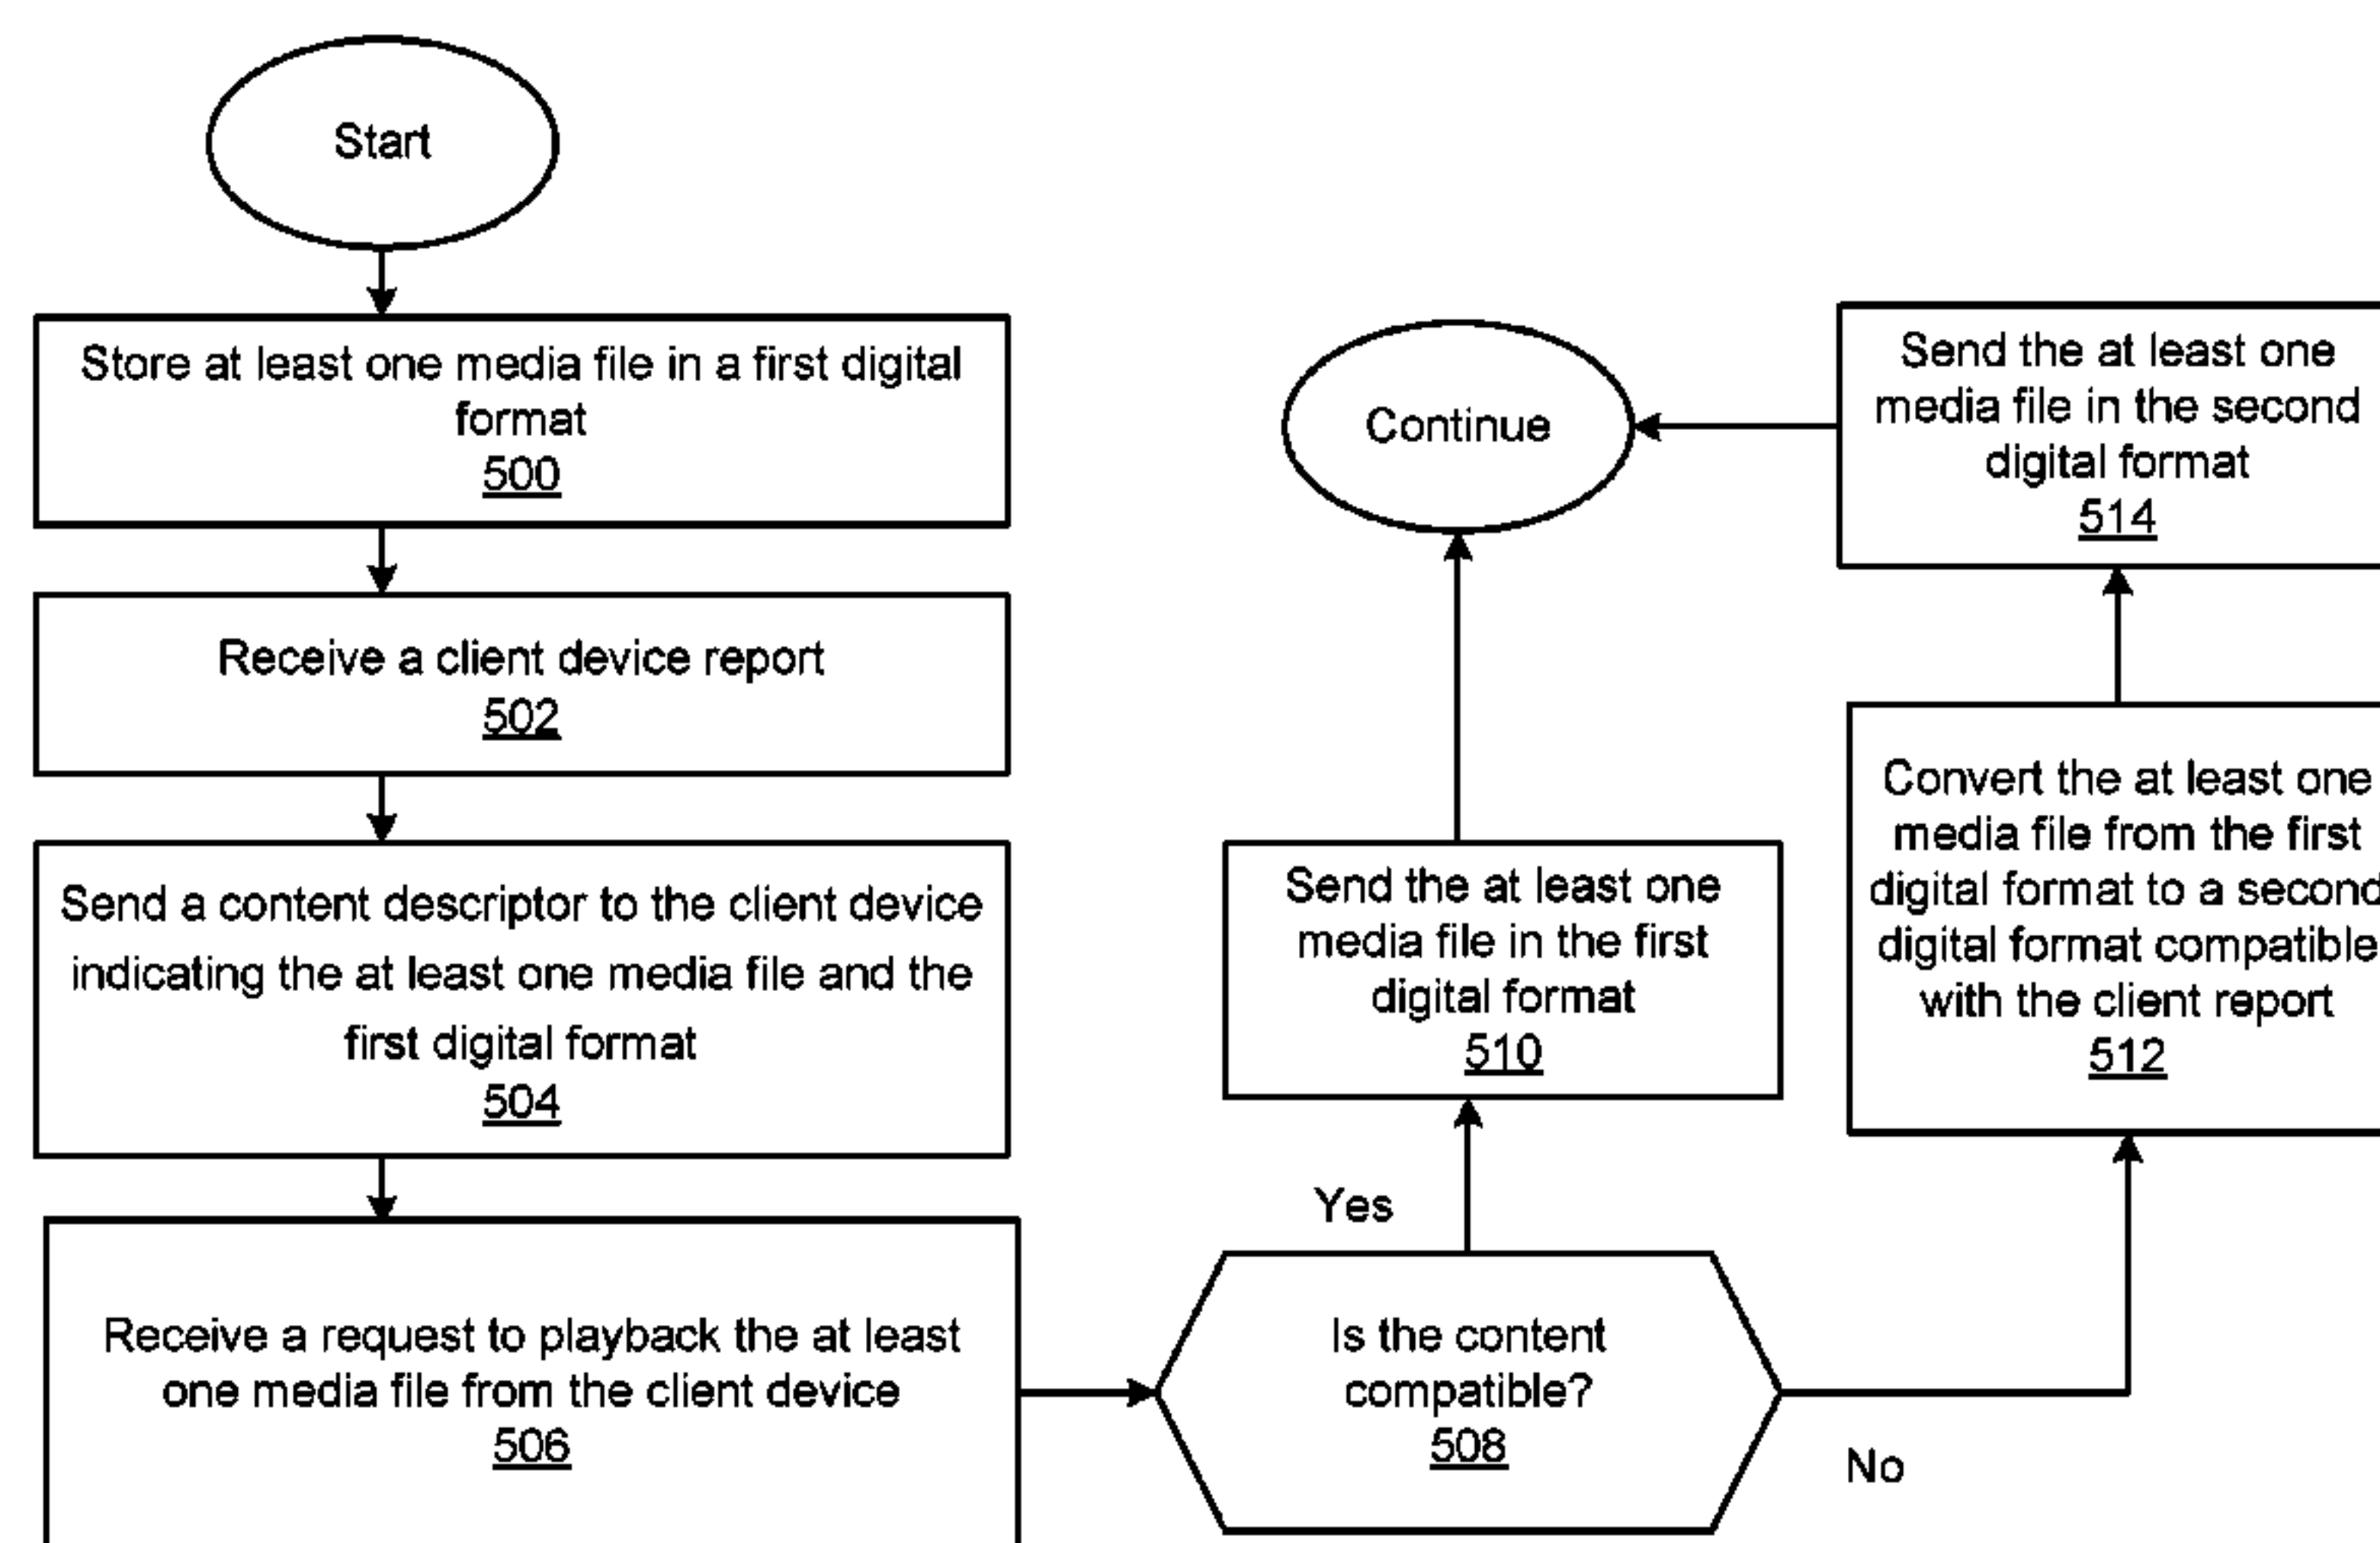 Start
Store at least one media file in a first digital
format
500
Receive a client device report
502
Send a content descriptor to the client device
indicating the at least one media file and the
first digital format
504
Receive a request to playback the at least
one media file from the client device
506
Is the content
compatible?
508
Yes
No
Send the at least one
media file in the first
digital format
510
Continue
Convert the at least one
media file from the first
digital format to a second
digital format compatible
with the client report
512
Send the at least one
media file in the second
digital format
514